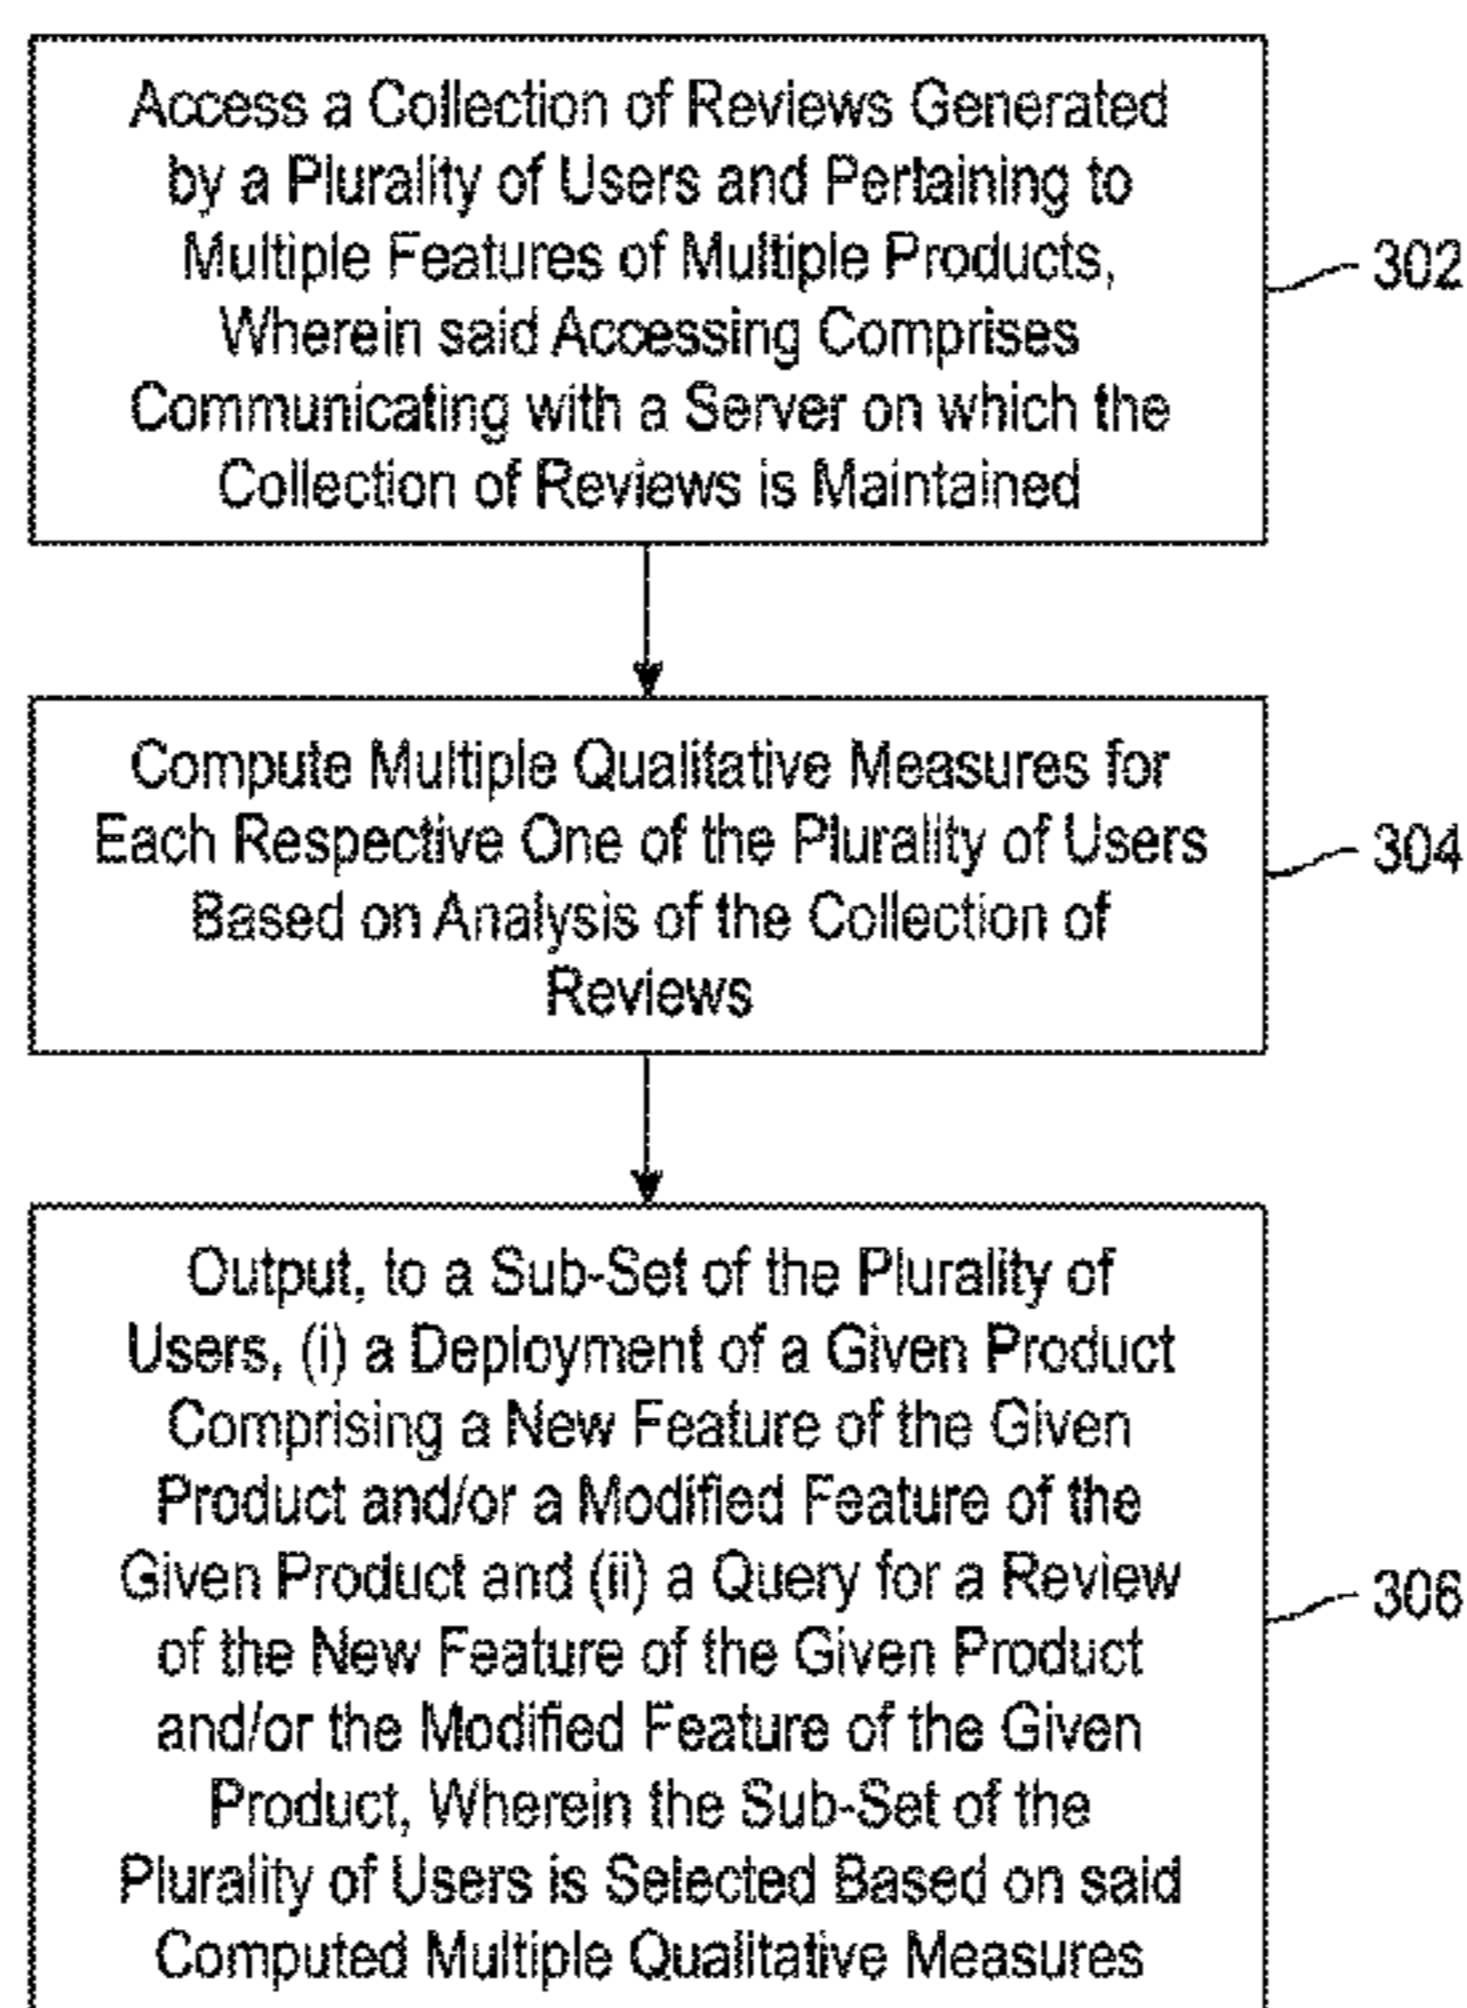 Access a Collection of Reviews Generated
by a Plurality of Users and Pertaining to
Multiple Features of Multiple Products,
Wherein said Accessing Comprises
Communicating with a Server on which the
Collection of Reviews is Maintained
302
Compute Multiple Qualitative Measures for
Each Respective One of the Plurality of Users
Based on Analysis of the Collection of
Reviews
304
Output, to a Sub-Set of the Plurality of
Users, (i) a Deployment of a Given Product
Comprising a New Feature of the Given
Product and/or a Modified Feature of the
Given Product and (ii) a Query for a Review
of the New Feature of the Given Product
and/or the Modified Feature of the Given
Product, Wherein the Sub-Set of the
Plurality of Users is Selected Based on said
Computed Multiple Qualitative Measures
306